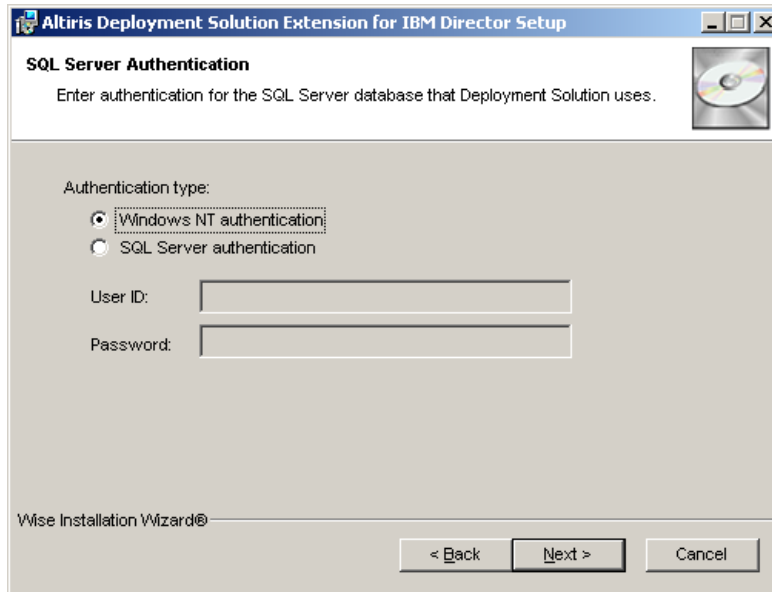 Altiris Deployment Solution Extension for IBM Director Setup
SQL Server Authentication
Enter authentication for the SQL Server database that Deployment Solution uses.
Authentication type:
Windows NT authentication
SQL Server authentication
User ID:
Password:
Wise Installation Wizard®
< Back
Next >
Cancel